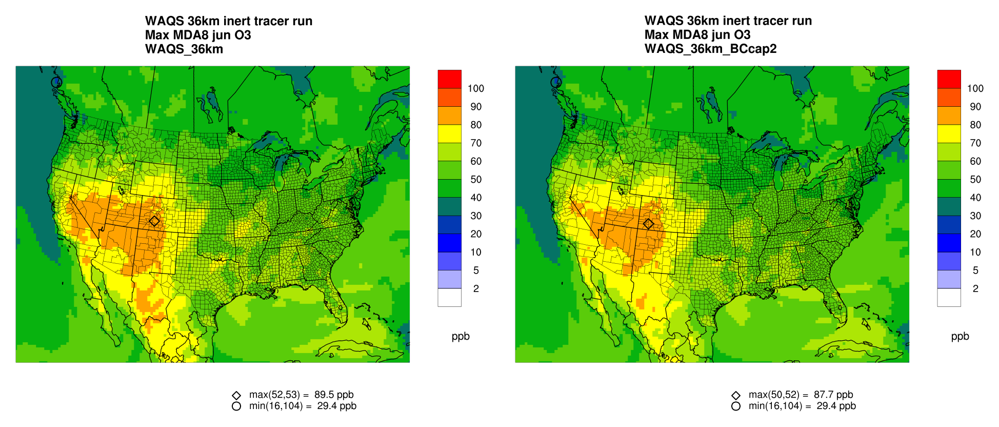 WAQS 36km inert tracer run
Max MDA8 jun O3
WAQS_36km
100
90
80
70
60
50
40
30
20
10
5
2
ppb
max(52,53) = 89.5 ppb
min(16,104) = 29.4 ppb
WAQS 36km inert tracer run
Max MDA8 jun O3
WAQS_36km_BCcap2
100
90
80
70
60
50
40
30
20
10
5
2
ppb
max(50,52) = 87.7 ppb
min(16,104) = 29.4 ppb